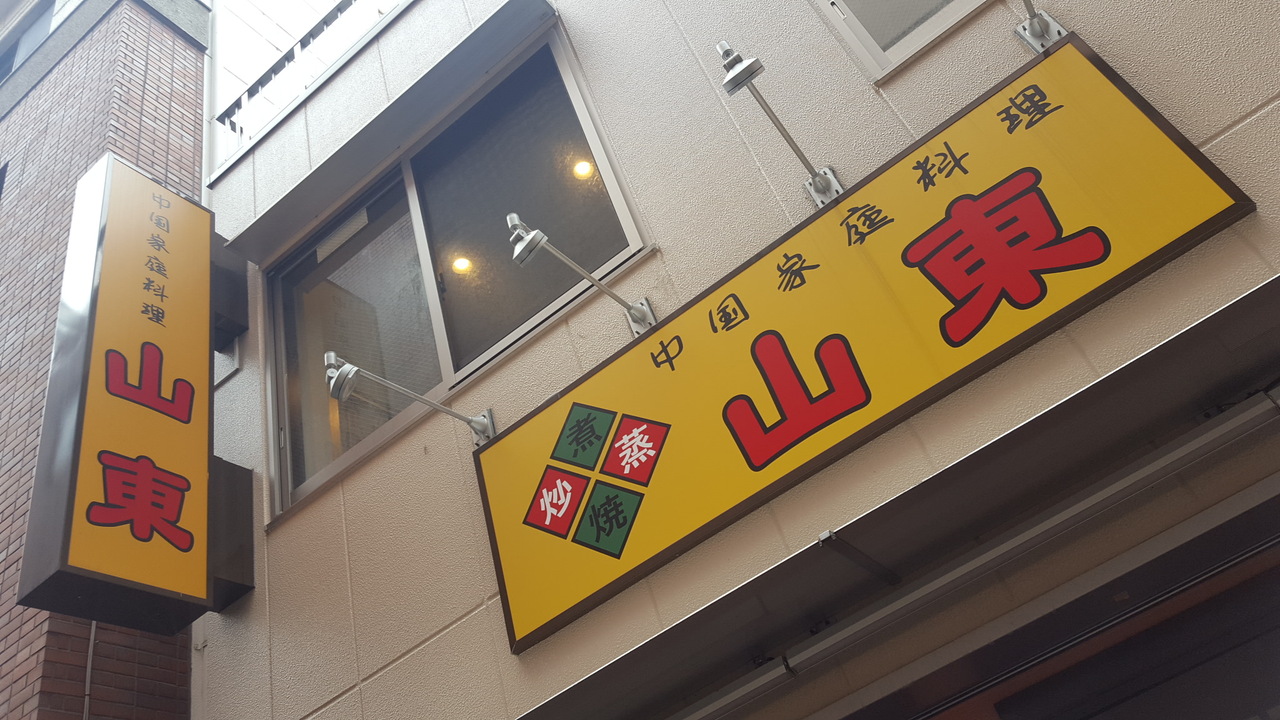 中国家庭料理
山東
中国家庭料理
山東
煮 蒸
炒 焼